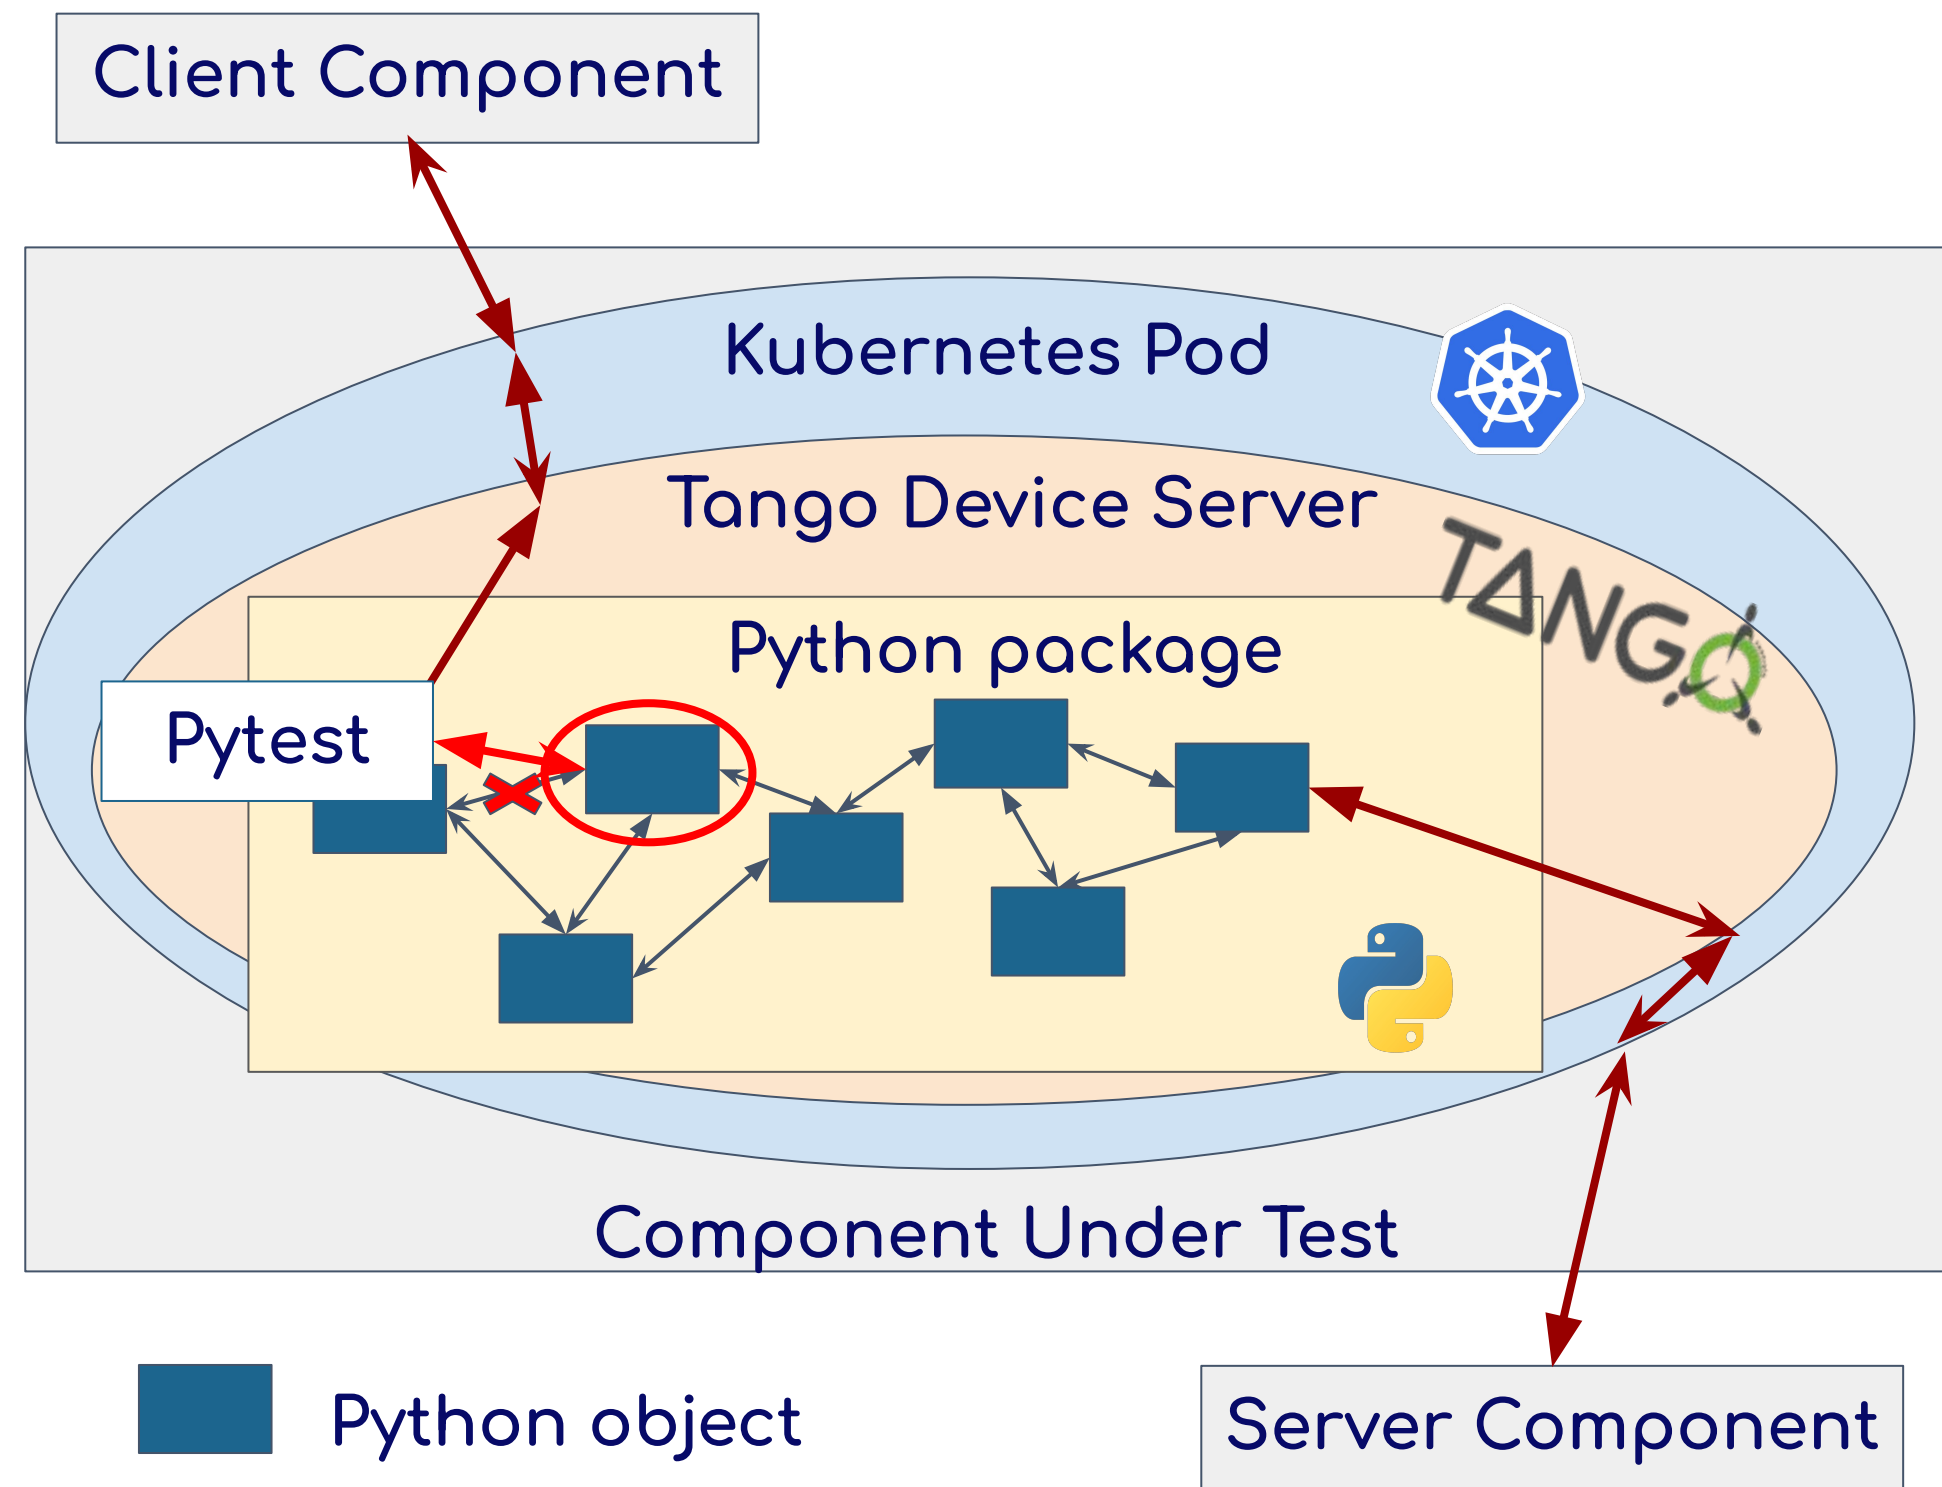 Client Component
Kubernetes Pod
Tango Device Server
TANGO
Python package
Pytest
Component Under Test
Python object
Server Component